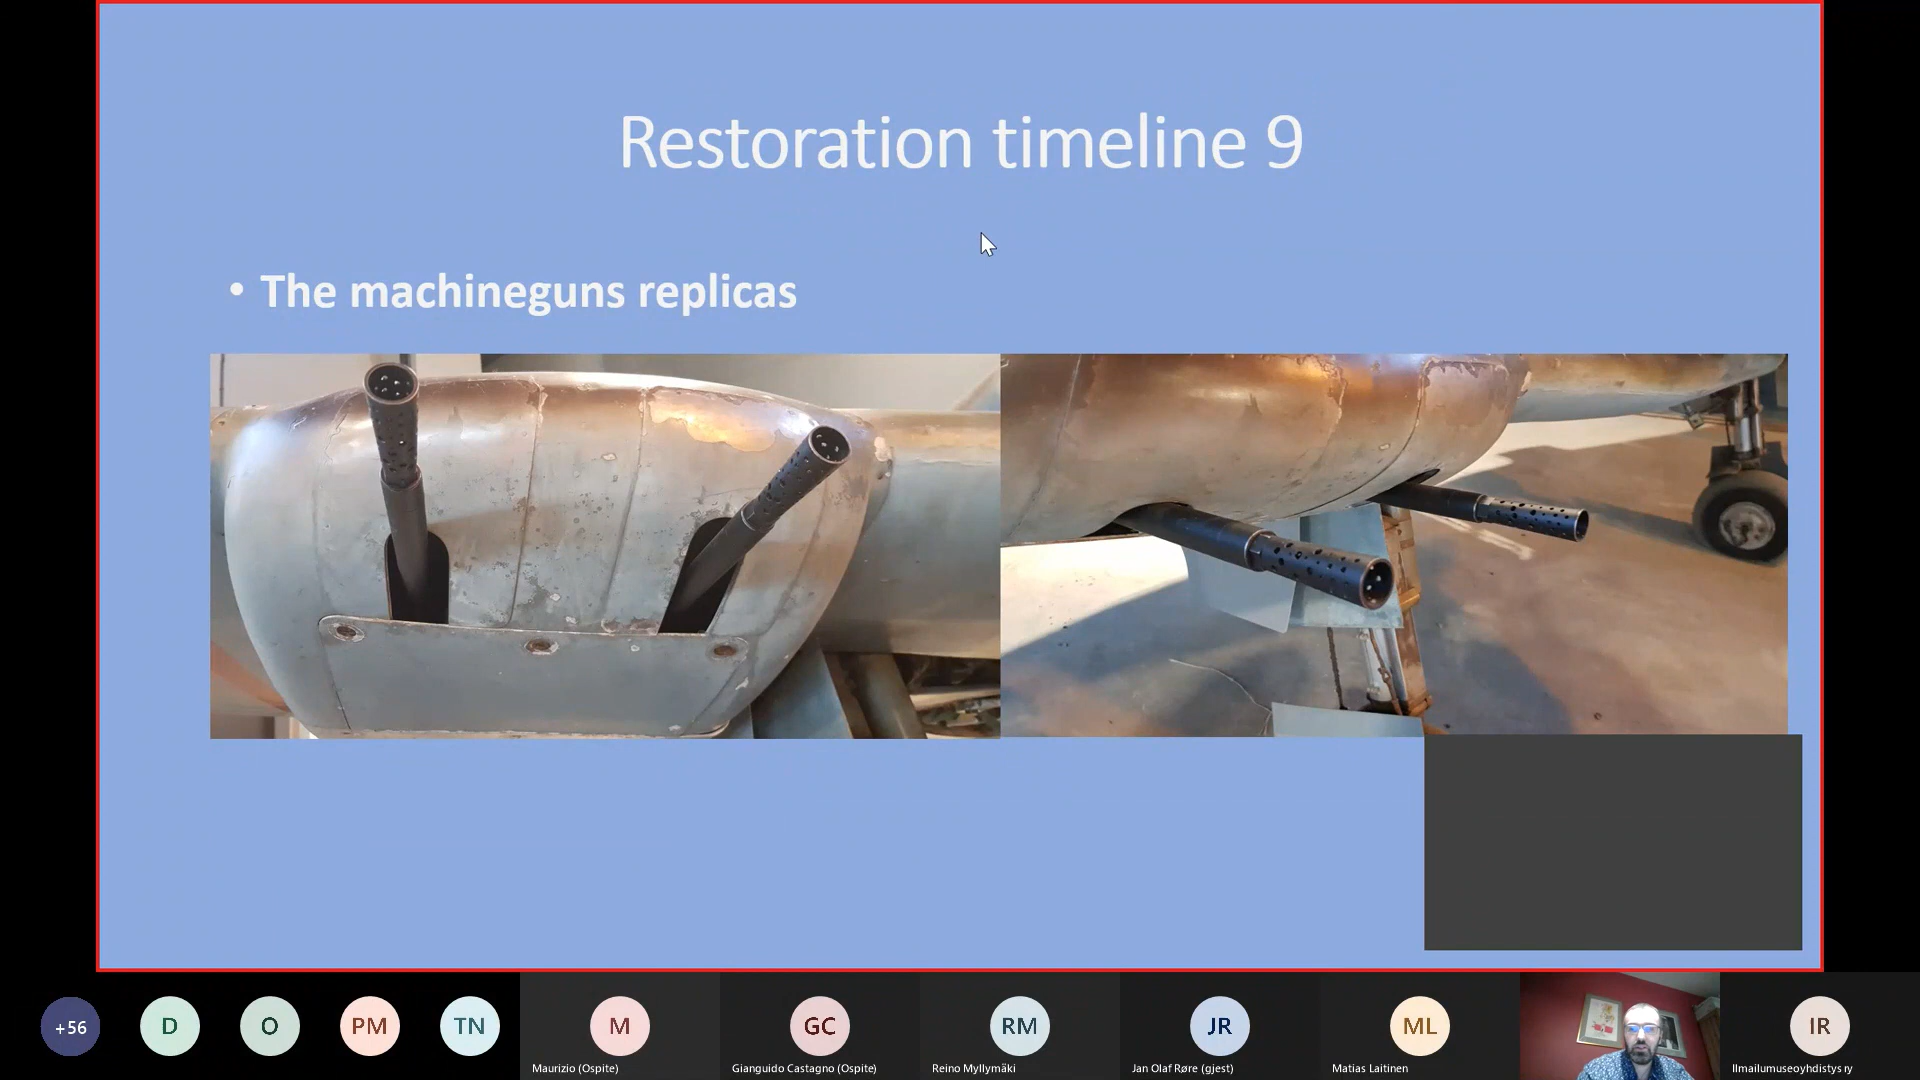 Restoration timeline 9
• The machineguns replicas
+56
D
O
PM
TN
M
GC
RM
JR
ML
IR
Maurizio (Ospite)
Gianguido Castagno (Ospite)
Reino Myllymäki
Jan Olaf Røre (gjest)
Matias Laitinen
Ilmailumuseoyhdistys ry